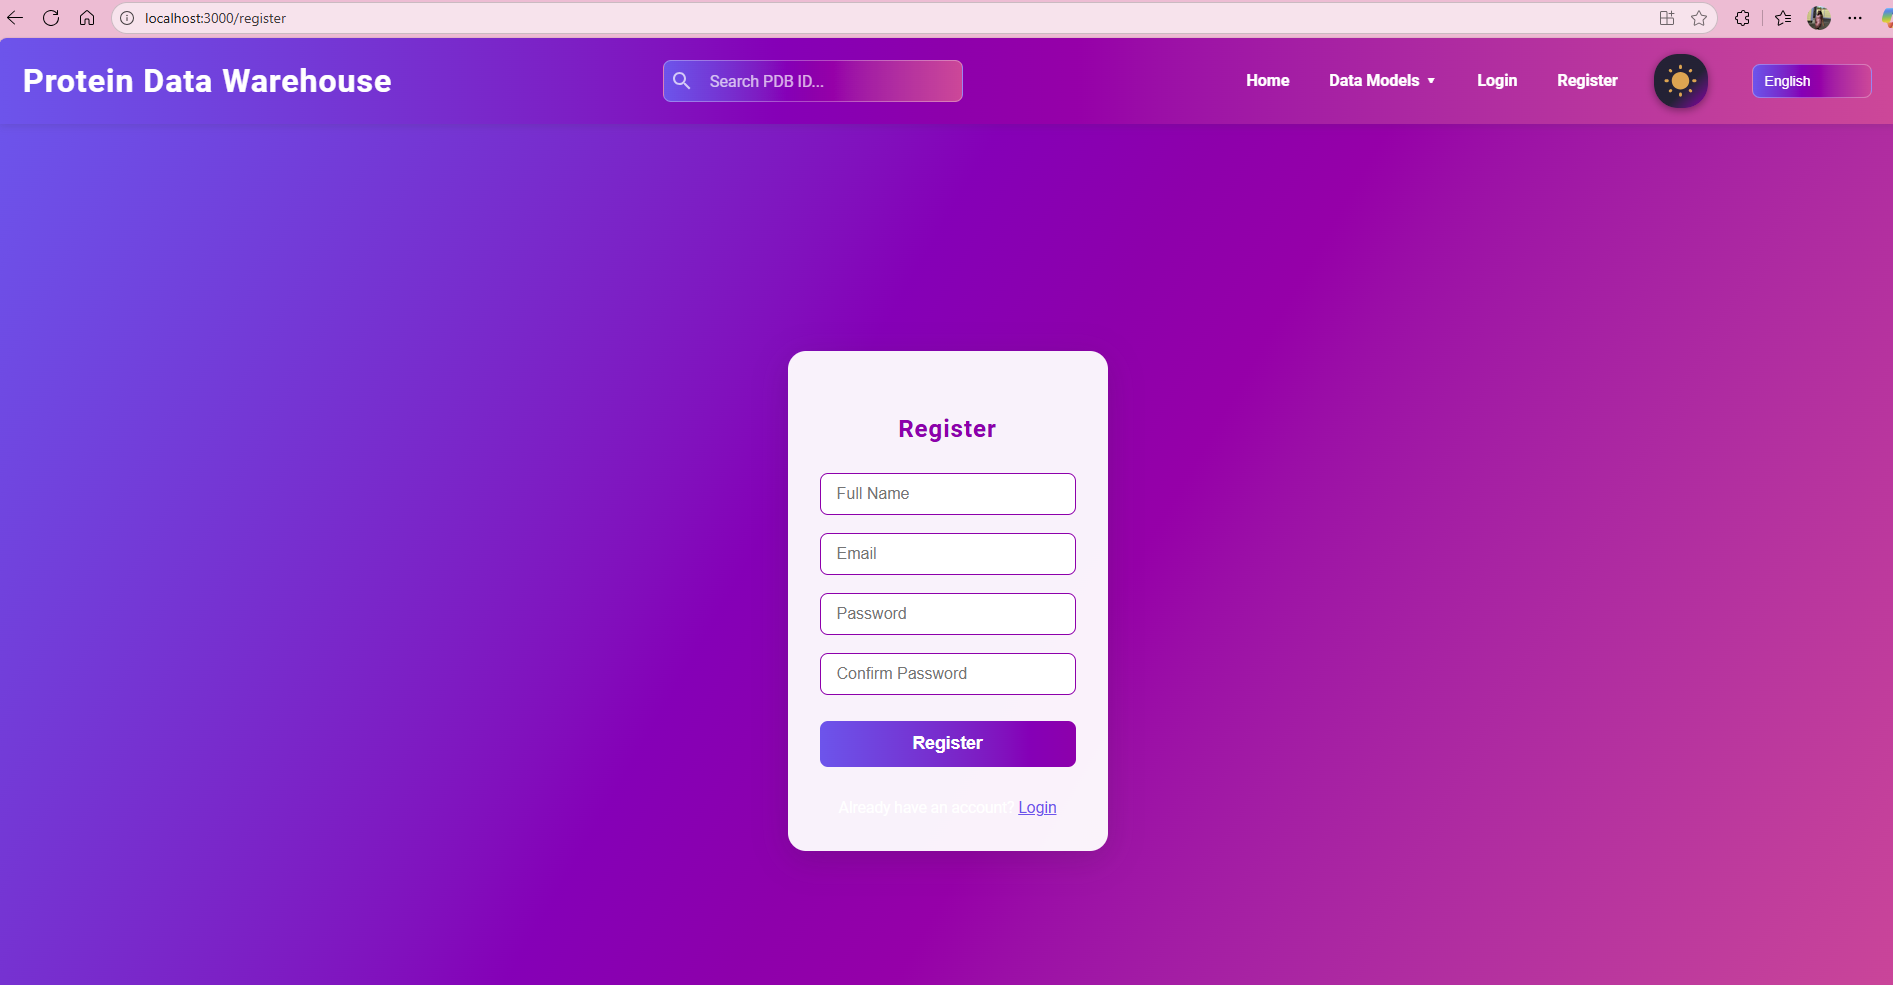 localhost:3000/register
Protein Data Warehouse
Search PDB ID...
Home
Data Models
Login
Register
English
Register
Full Name
Email
Password
Confirm Password
Register
Already have an account? Login